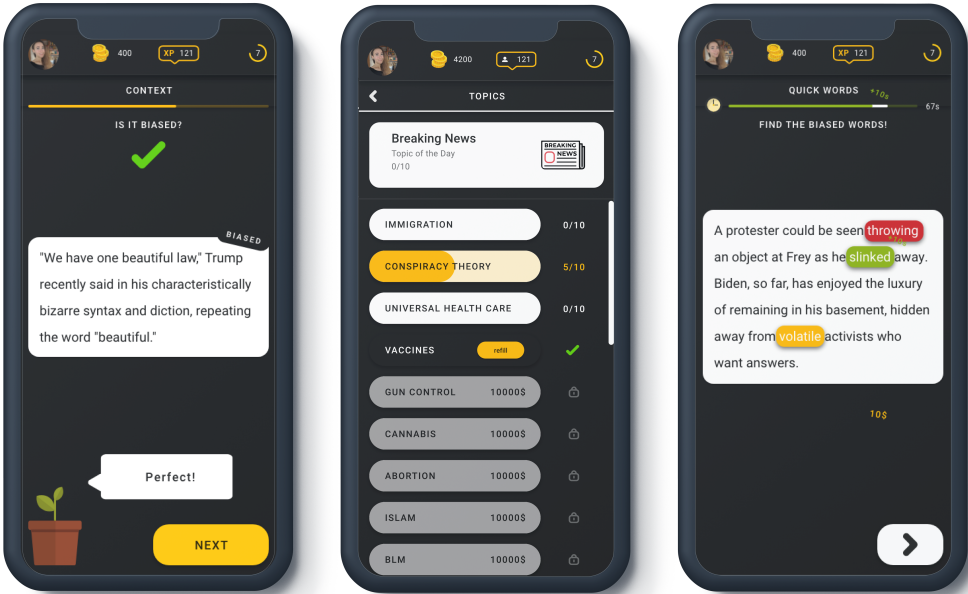 400
XP 121
7
CONTEXT
IS IT BIASED?
BIASED
"We have one beautiful law," Trump
recently said in his characteristically
bizarre syntax and diction, repeating
the word "beautiful."
Perfect!
NEXT
4200
121
7
TOPICS
Breaking News
Topic of the Day
0/10
BREAKING
NEWS
IMMIGRATION 0/10
CONSPIRACY THEORY 5/10
UNIVERSAL HEALTH CARE 0/10
VACCINES refill
GUN CONTROL 10000$
CANNABIS 10000$
ABORTION 10000$
ISLAM 10000$
BLM 10000$
400
XP 121
7
QUICK WORDS +10s
67s
FIND THE BIASED WORDS!
A protester could be seen throwing
+10s
an object at Frey as he slinked away.
Biden, so far, has enjoyed the luxury
of remaining in his basement, hidden
away from volatile activists who
want answers.
10$